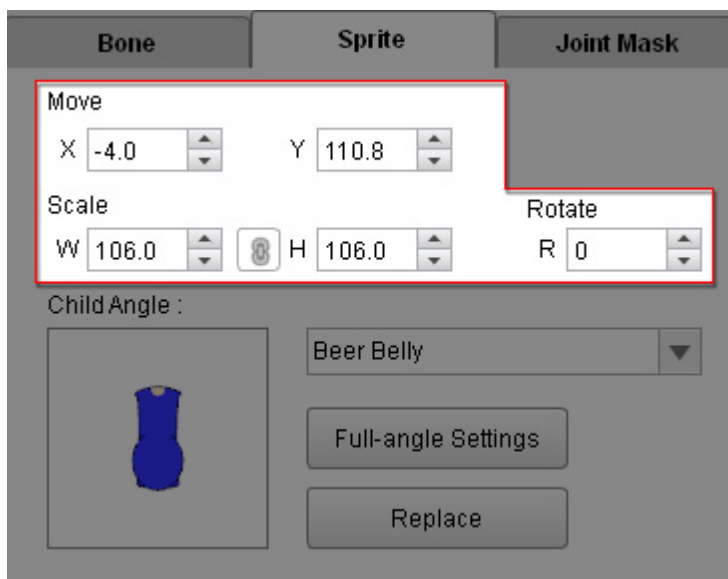 Bone Sprite Joint Mask
Move
X -4.0 Y 110.8
Scale Rotate
W 106.0 H 106.0 R 0
Child Angle :
Beer Belly
Full-angle Settings
Replace